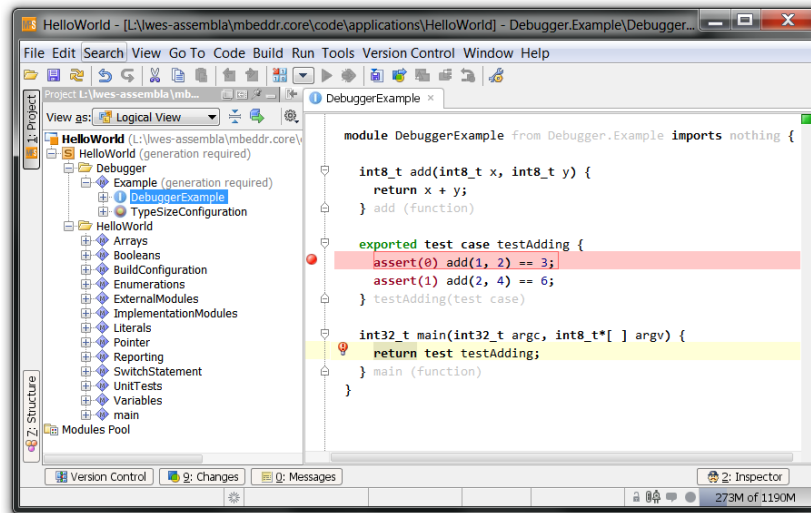 HelloWorld - [L:\lwes-assembla\mbeddr.core\code\applications\HelloWorld] - Debugger.Example\Debugger...
File Edit Search View Go To Code Build Run Tools Version Control Window Help
Project L:\lwes-assembla\mb...
1: Project
7: Structure
View as: Logical View
HelloWorld (L:\lwes-assembla\mbeddr.core\
HelloWorld (generation required)
Debugger
Example (generation required)
DebuggerExample
TypeSizeConfiguration
HelloWorld
Arrays
Booleans
BuildConfiguration
Enumerations
ExternalModules
ImplementationModules
Literals
Pointer
Reporting
SwitchStatement
UnitTests
Variables
main
Modules Pool
DebuggerExample
module DebuggerExample from Debugger.Example imports nothing {
int8_t add(int8_t x, int8_t y) {
return x + y;
} add (function)
exported test case testAdding {
assert(0) add(1, 2) == 3;
assert(1) add(2, 4) == 6;
} testAdding(test case)
int32_t main(int32_t argc, int8_t*[ ] argv) {
return test testAdding;
} main (function)
}
Version Control 9: Changes 0: Messages 2: Inspector
273M of 1190M